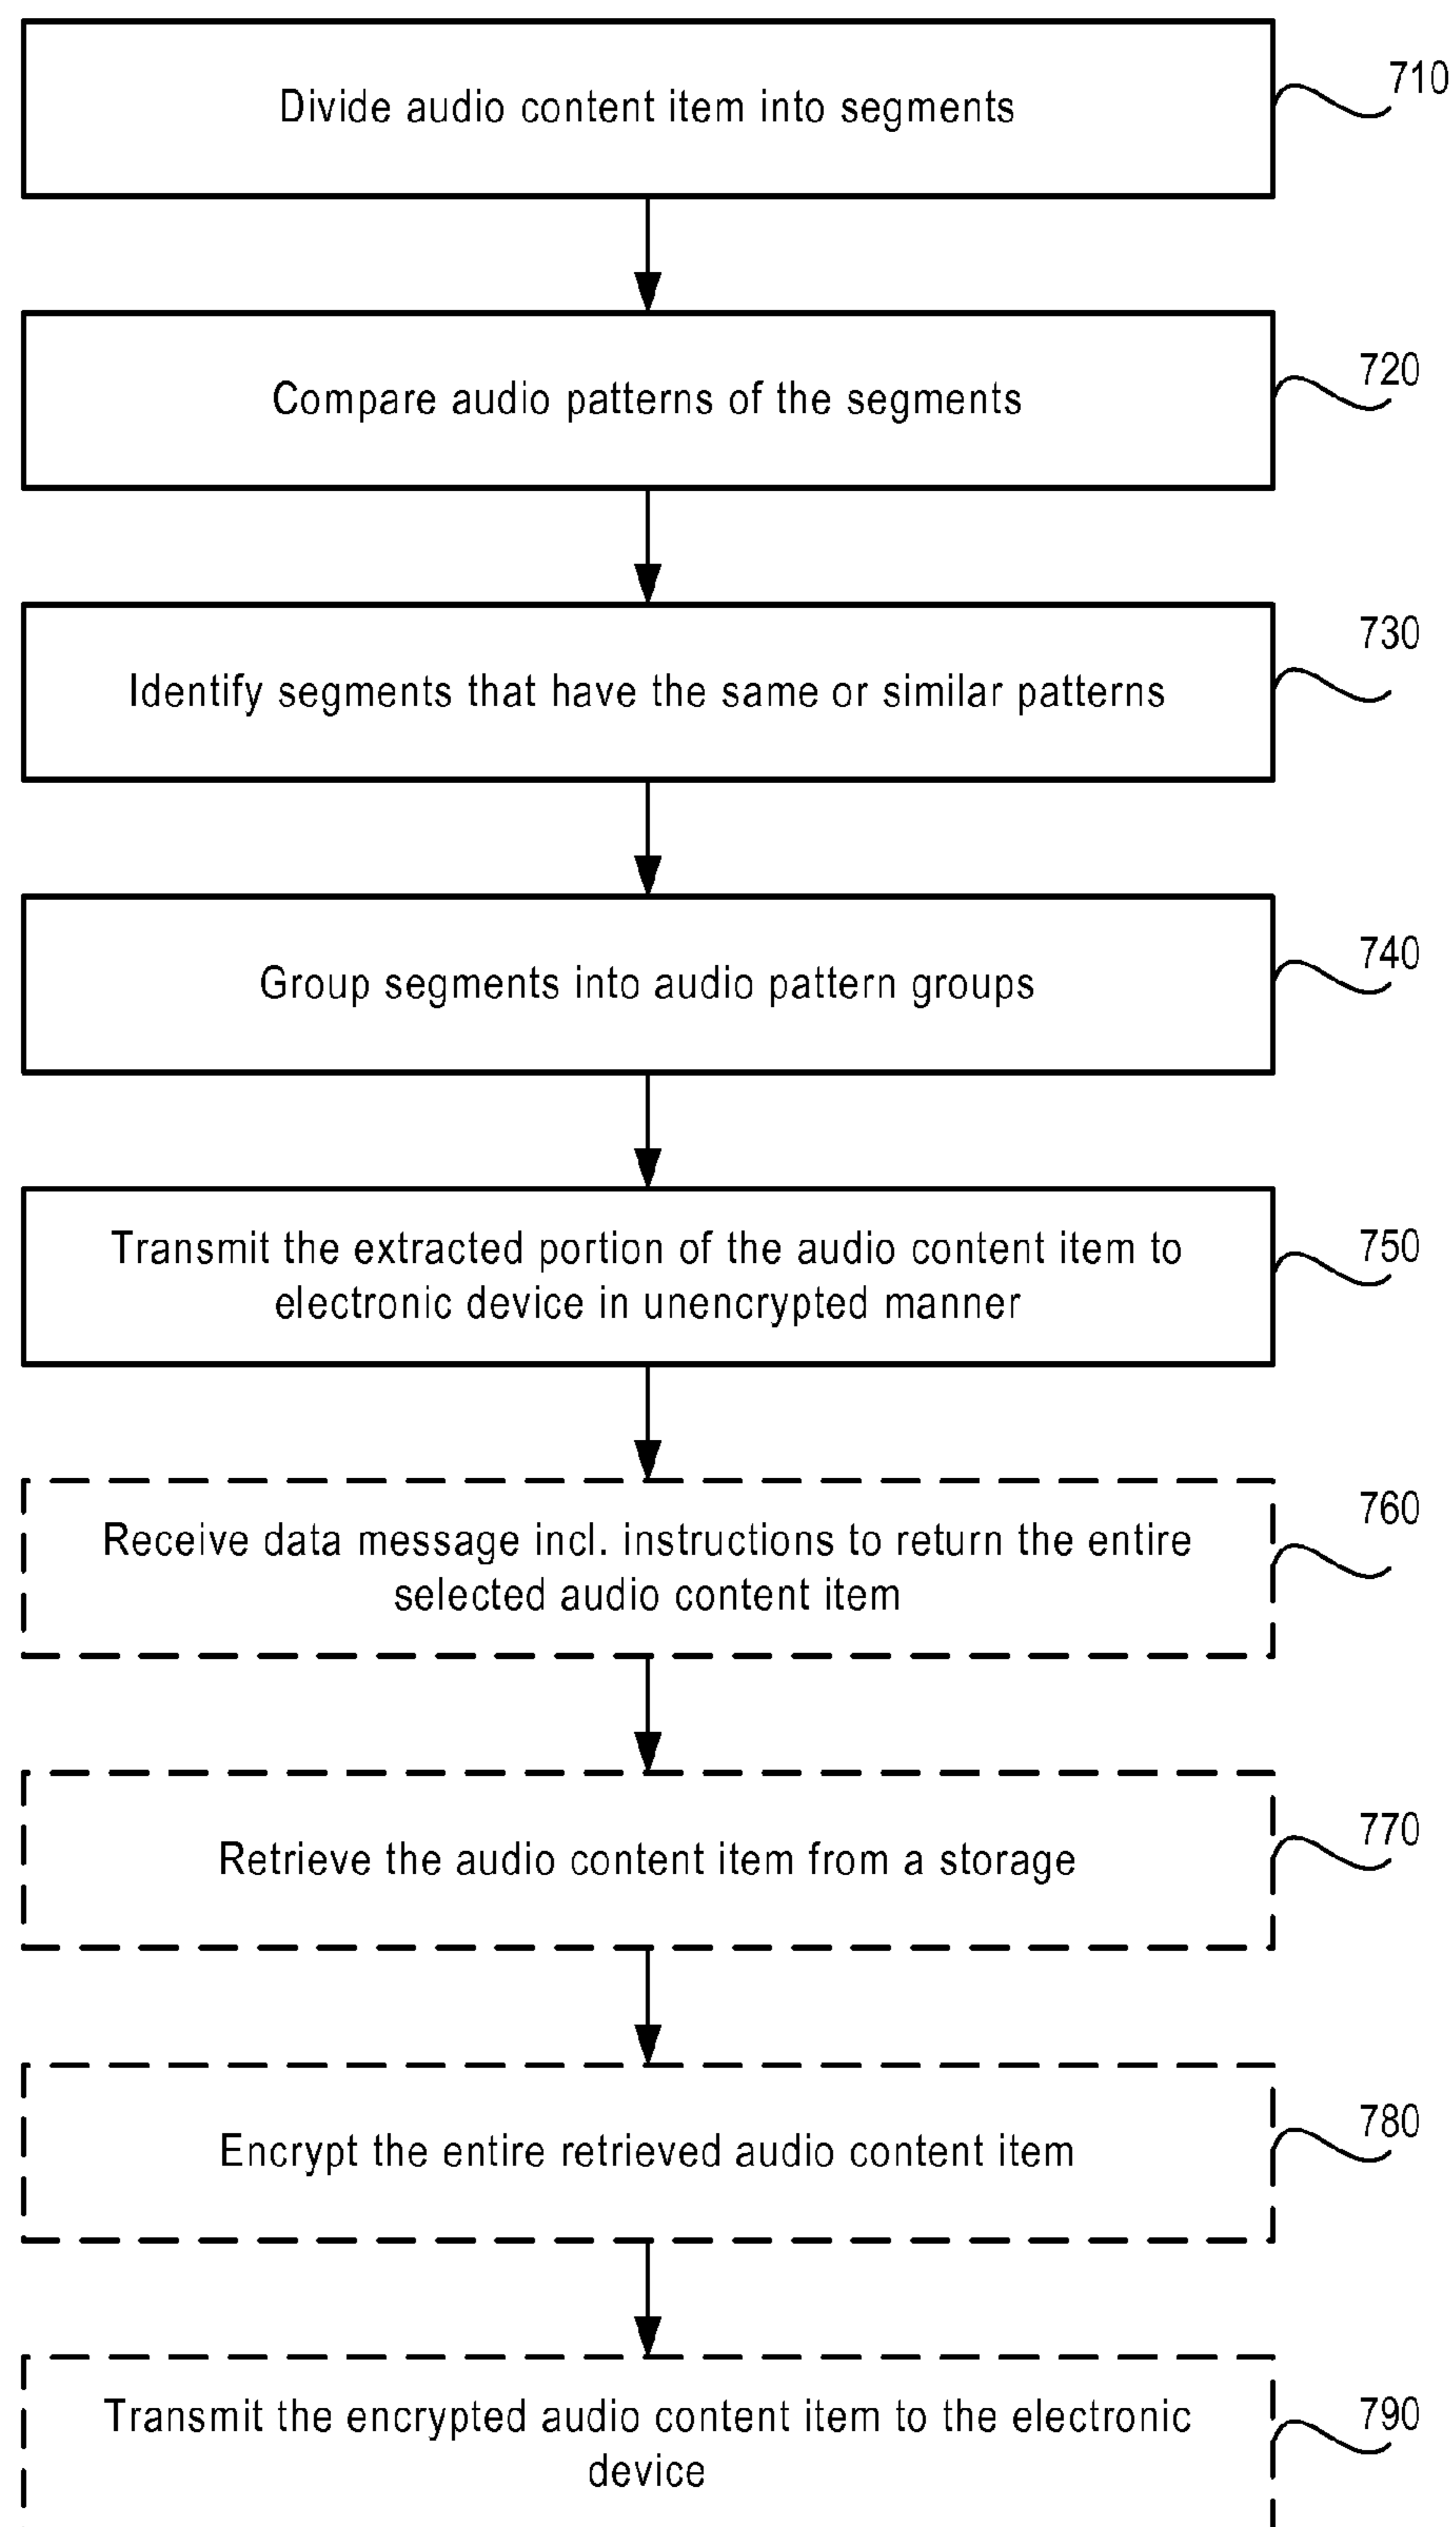 Divide audio content item into segments
710
Compare audio patterns of the segments
720
Identify segments that have the same or similar patterns
730
Group segments into audio pattern groups
740
Transmit the extracted portion of the audio content item to
electronic device in unencrypted manner
750
Receive data message incl. instructions to return the entire
selected audio content item
760
Retrieve the audio content item from a storage
770
Encrypt the entire retrieved audio content item
780
Transmit the encrypted audio content item to the electronic
device
790